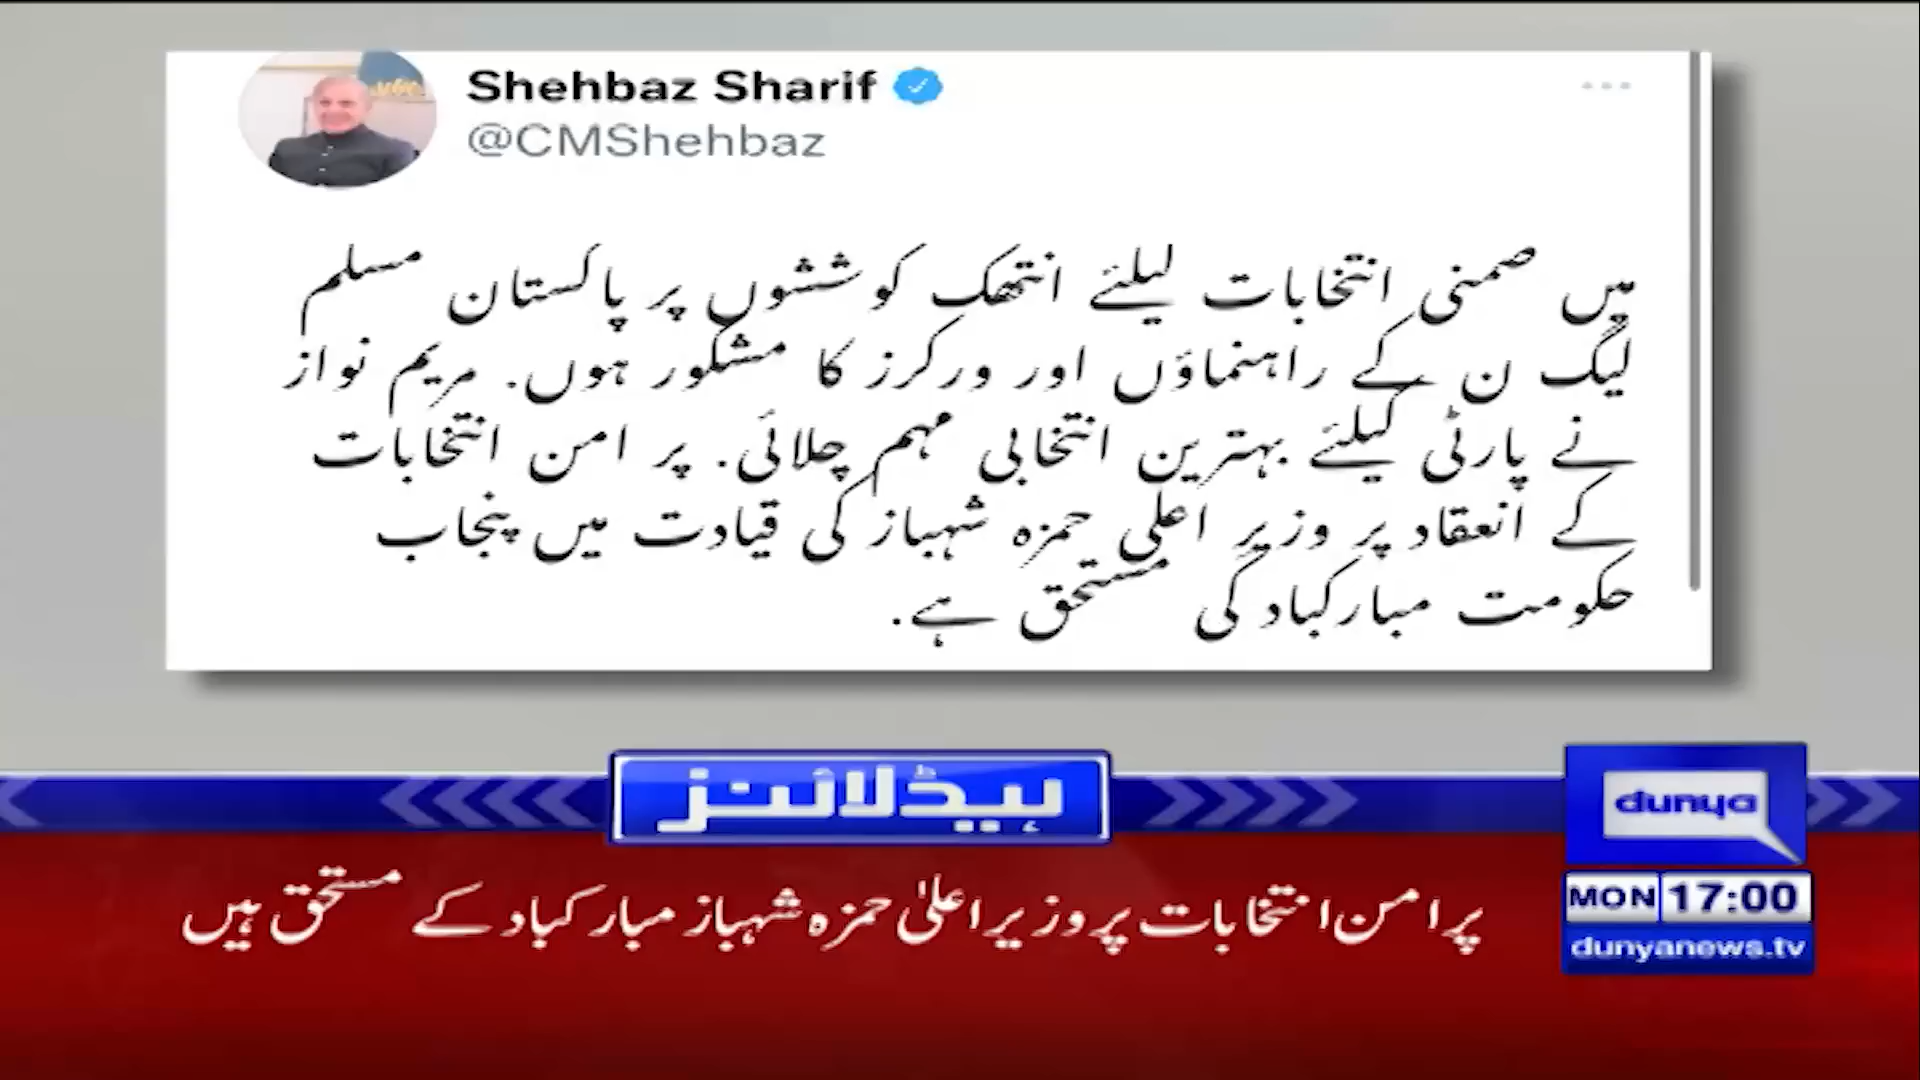 Shehbaz Sharif
@CMShehbaz
میں ضمنی انتخابات لیلئے انتھک کوششوں پر پاکستان مسلم
لیگ ن کے راہنماؤں اور ورکرز کا مشکور ہوں. مریم نواز
نے پارٹی کیلئے بہترین انتخابی مہم چلائی. پر امن انتخابات
کے انعقاد پر وزیر اعلی حمزہ شہباز کی قیادت میں پنجاب
حکومت مبارکباد کی مستحق ہے.
ہیڈلائنز
dunya
پرامن انتخابات پر وزیراعلیٰ حمزہ شہباز مبارکباد کے مستحق ہیں
MON 17:00
dunyanews.tv